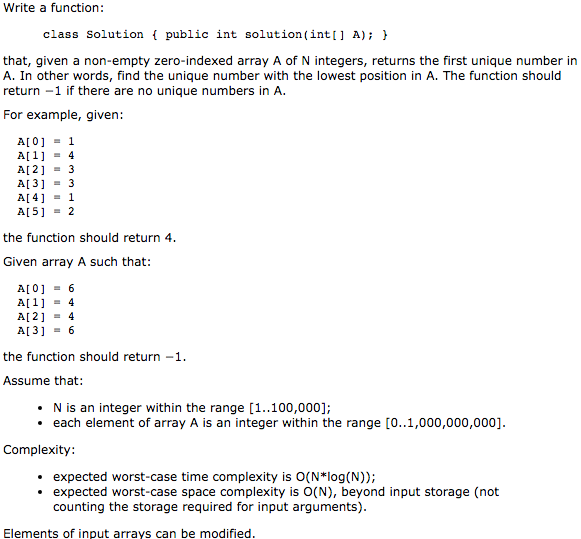 Write a function:
class Solution { public int solution(int[] A); }
that, given a non-empty zero-indexed array A of N integers, returns the first unique number in
A. In other words, find the unique number with the lowest position in A. The function should
return −1 if there are no unique numbers in A.
For example, given:
A[0] = 1
A[1] = 4
A[2] = 3
A[3] = 3
A[4] = 1
A[5] = 2
the function should return 4.
Given array A such that:
A[0] = 6
A[1] = 4
A[2] = 4
A[3] = 6
the function should return −1.
Assume that:
• N is an integer within the range [1..100,000];
• each element of array A is an integer within the range [0..1,000,000,000].
Complexity:
• expected worst-case time complexity is O(N*log(N));
• expected worst-case space complexity is O(N), beyond input storage (not
counting the storage required for input arguments).
Elements of input arrays can be modified.